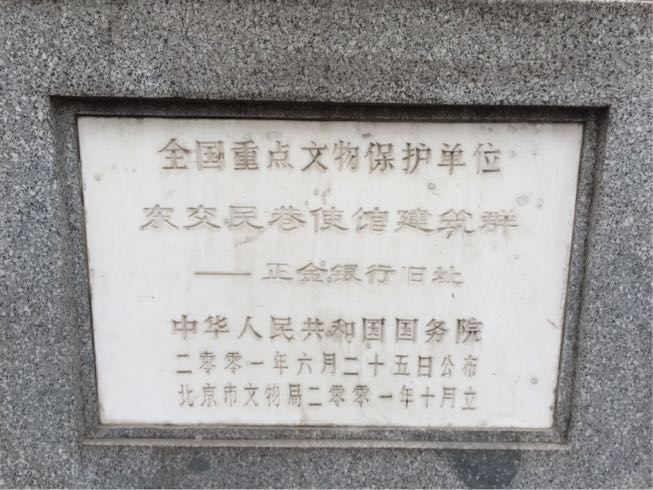 全国重点文物保护单位
东交民巷使馆建筑群
——正金银行旧址
中华人民共和国国务院
二零零一年六月二十五日公布
北京市文物局二零零一年十月立